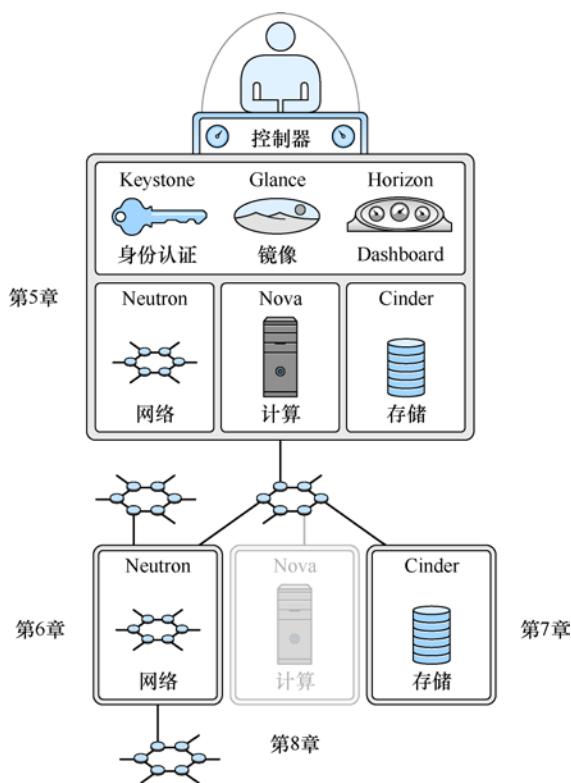 控制器
Keystone Glance Horizon
身份认证 镜像 Dashboard
第5章
Neutron Nova Cinder
网络 计算 存储
Neutron Nova Cinder
第6章 第7章
网络 计算 存储
第8章